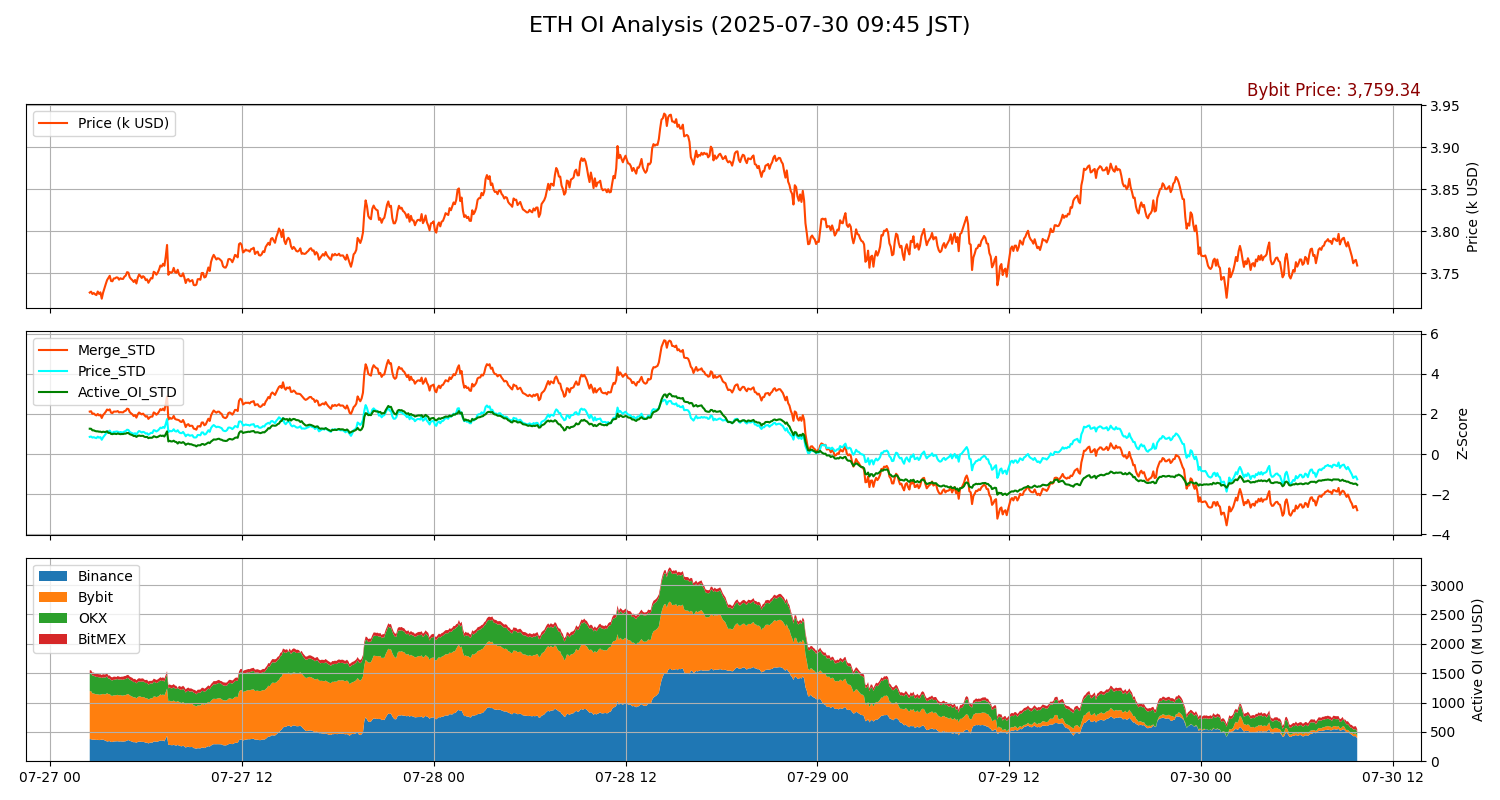 ETH OI Analysis (2025-07-30 09:45 JST)
Bybit Price: 3,759.34
Price (k USD)
3.95
3.90
3.85
3.80
3.75
Price (k USD)
Merge_STD
Price_STD
Active_OI_STD
6
4
2
0
−2
−4
Z-Score
Binance
Bybit
OKX
BitMEX
3000
2500
2000
1500
1000
500
0
Active OI (M USD)
07-27 00
07-27 12
07-28 00
07-28 12
07-29 00
07-29 12
07-30 00
07-30 12